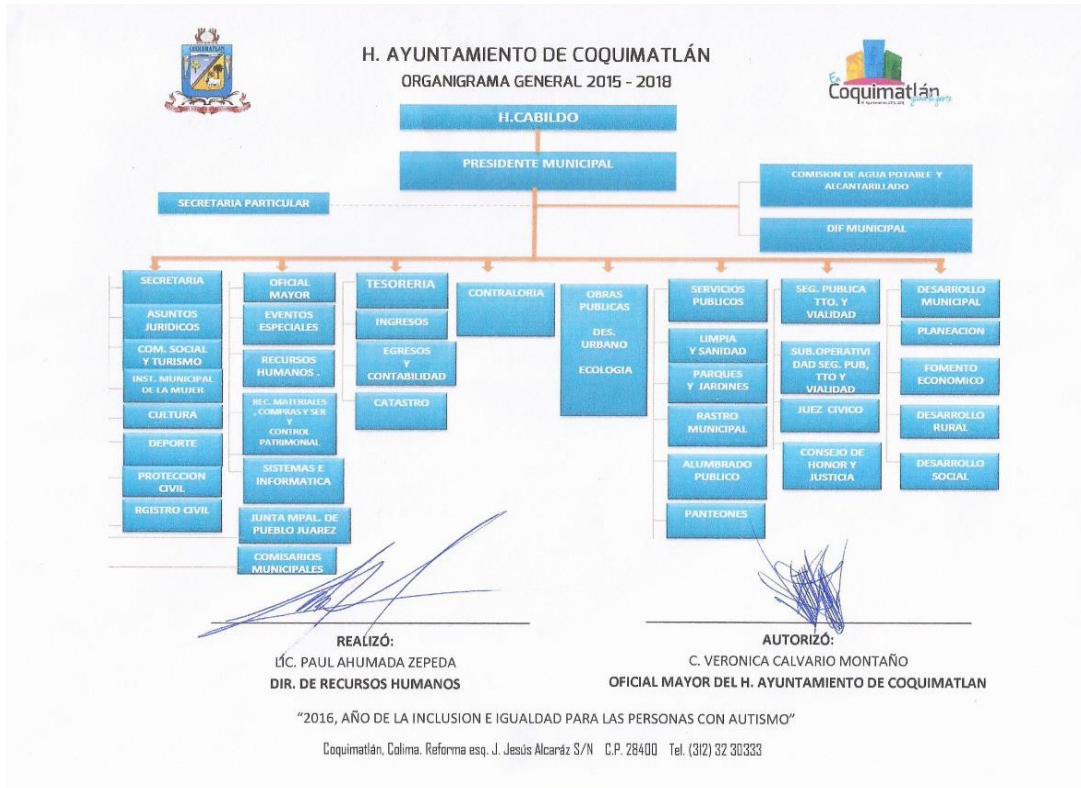 COQUIMATLAN
H. AYUNTAMIENTO DE COQUIMATLÁN
ORGANIGRAMA GENERAL 2015 - 2018
En
Coquimatlán
H.CABILDO
PRESIDENTE MUNICIPAL
SECRETARIA PARTICULAR
COMISION DE AGUA POTABLE Y
ALCANTARILLADO
DIF MUNICIPAL
SECRETARIA
ASUNTOS
JURIDICOS
COM. SOCIAL
Y TURISMO
INST. MUNICIPAL
DE LA MUJER
CULTURA
DEPORTE
PROTECCION
CIVIL
RGISTRO CIVIL
OFICIAL
MAYOR
EVENTOS
ESPECIALES
RECURSOS
HUMANOS .
REC. MATERIALES
, COMPRAS Y SER
Y
CONTROL
PATRIMONIAL
SISTEMAS E
INFORMATICA
JUNTA MPAL. DE
PUEBLO JUAREZ
COMISARIOS
MUNICIPALES
TESORERIA
INGRESOS
EGRESOS
Y
CONTABILIDAD
CATASTRO
CONTRALORIA
OBRAS
PUBLICAS
DES.
URBANO
ECOLOGIA
SERVICIOS
PUBLICOS
LIMPIA
Y SANIDAD
PARQUES
Y JARDINES
RASTRO
MUNICIPAL
ALUMBRADO
PUBLICO
PANTEONES
SEG. PUBLICA
TTO. Y
VIALIDAD
SUB.OPERATIVI
DAD SEG. PUB,
TTO Y
VIALIDAD
JUEZ CIVICO
CONSEJO DE
HONOR Y
JUSTICIA
DESARROLLO
MUNICIPAL
PLANEACION
FOMENTO
ECONOMICO
DESARROLLO
RURAL
DESARROLLO
SOCIAL
REALIZÓ:
LIC. PAUL AHUMADA ZEPEDA
DIR. DE RECURSOS HUMANOS
AUTORIZÓ:
C. VERONICA CALVARIO MONTAÑO
OFICIAL MAYOR DEL H. AYUNTAMIENTO DE COQUIMATLAN
"2016, AÑO DE LA INCLUSION E IGUALDAD PARA LAS PERSONAS CON AUTISMO"
Coquimatlán, Colima. Reforma esq. J. Jesús Alcaráz S/N C.P. 28400 Tel. (312) 32 30333